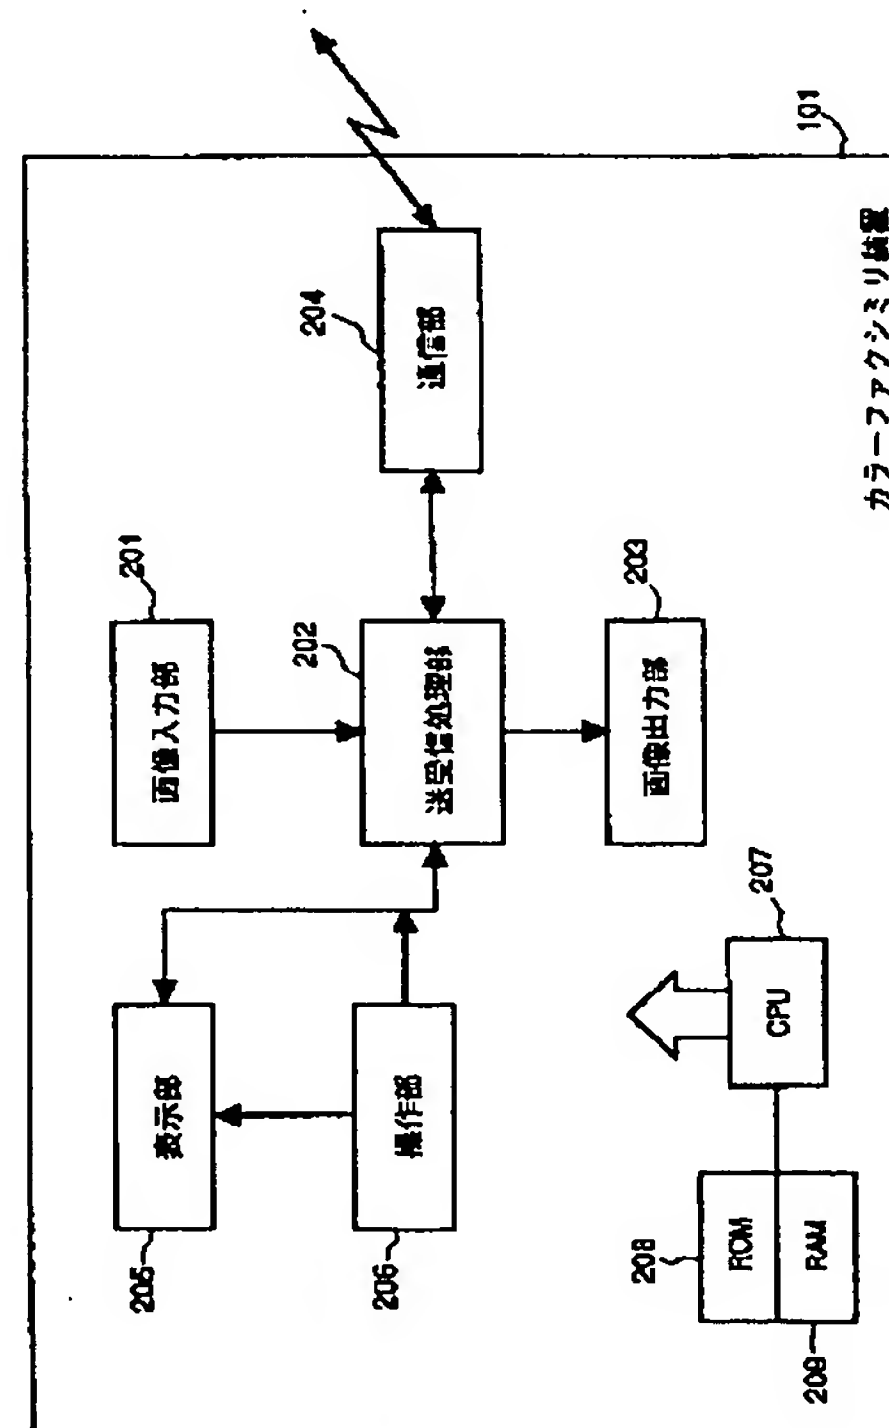 205
表示部
206
操作部
201
画像入力部
202
送受信処理部
204
通信部
203
画像出力部
208
ROM
209
RAM
207
CPU
101
カラーファクシミリ装置